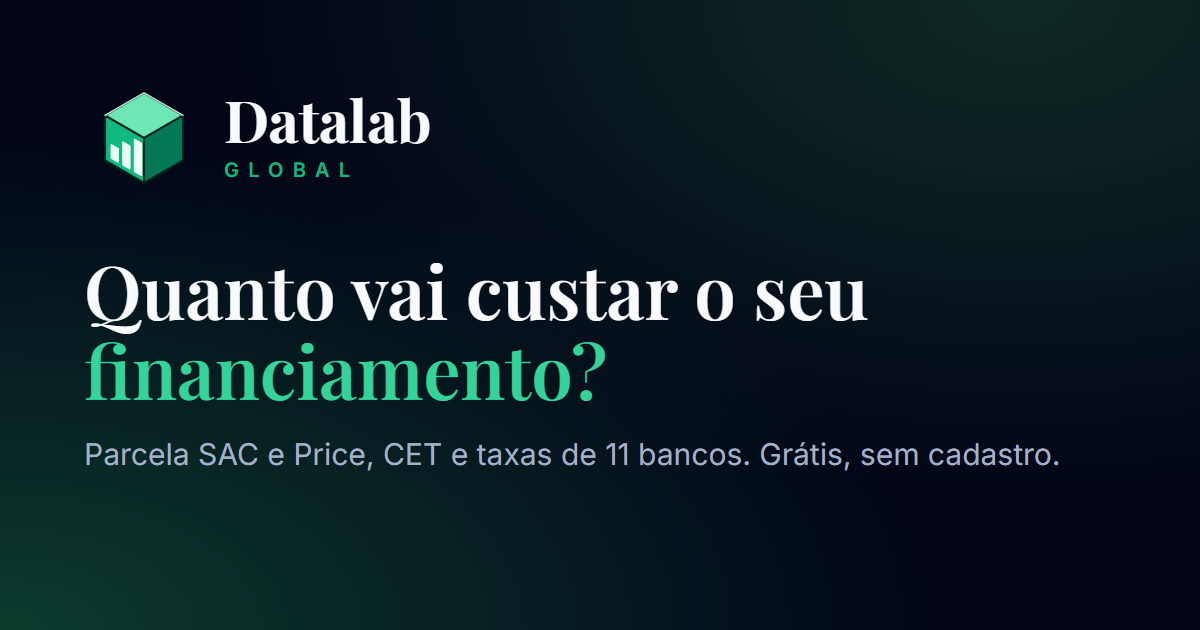 Datalab
GLOBAL
Quanto vai custar o seu
financiamento?
Parcela SAC e Price, CET e taxas de 11 bancos. Grátis, sem cadastro.